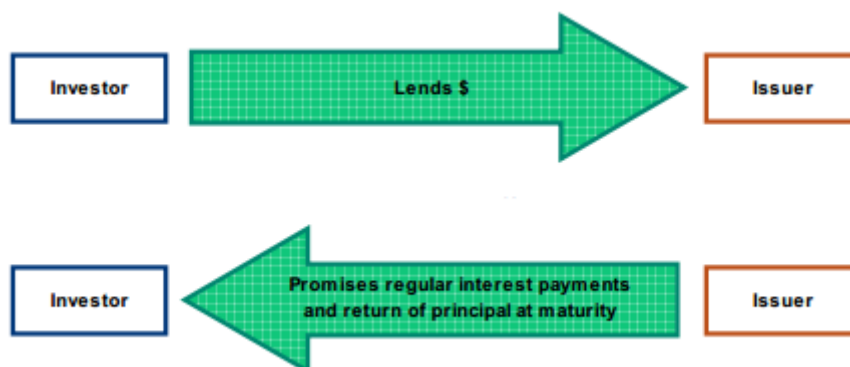 Investor
Lends $
Issuer
Investor
Promises regular interest payments
and return of principal at maturity
Issuer